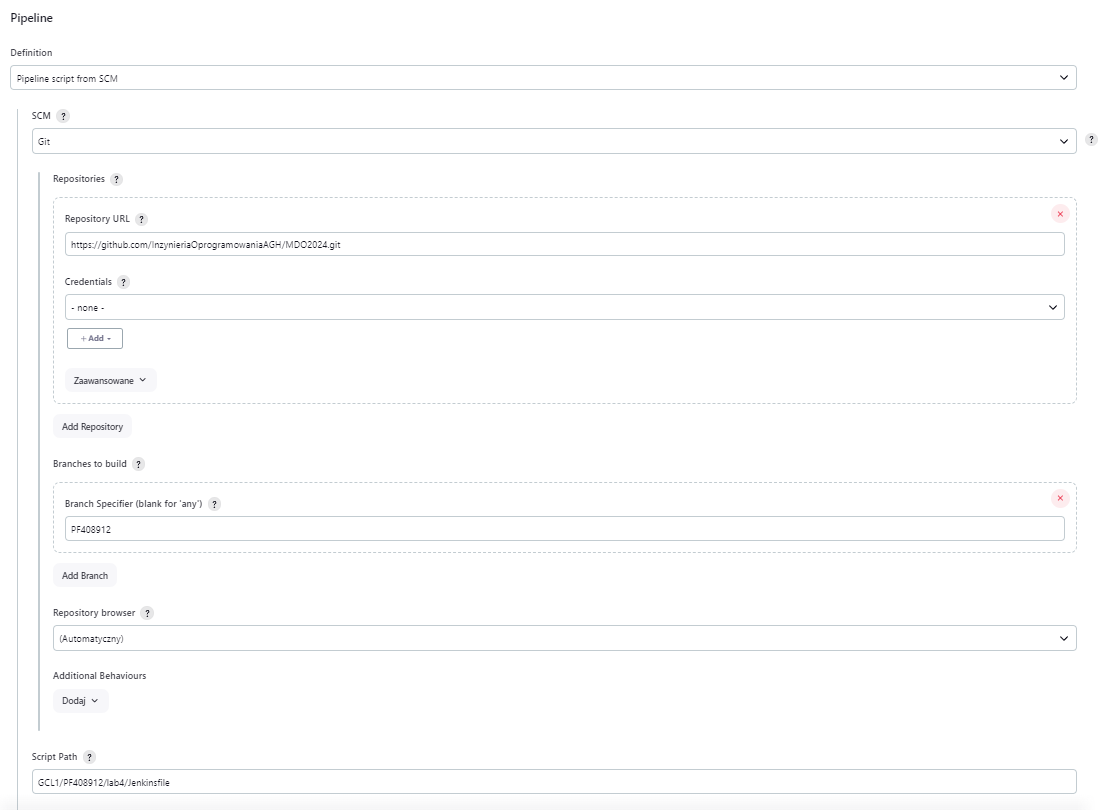 Pipeline
Definition
Pipeline script from SCM
SCM ?
Git
?
Repositories ?
Repository URL ?
https://github.com/InzynieriaOprogramowaniaAGH/MDO2024.git
Credentials ?
- none -
+ Add
Zaawansowane
Add Repository
Branches to build ?
Branch Specifier (blank for 'any') ?
PF408912
Add Branch
Repository browser ?
(Automatyczny)
Additional Behaviours
Dodaj
Script Path ?
GCL1/PF408912/lab4/Jenkinsfile